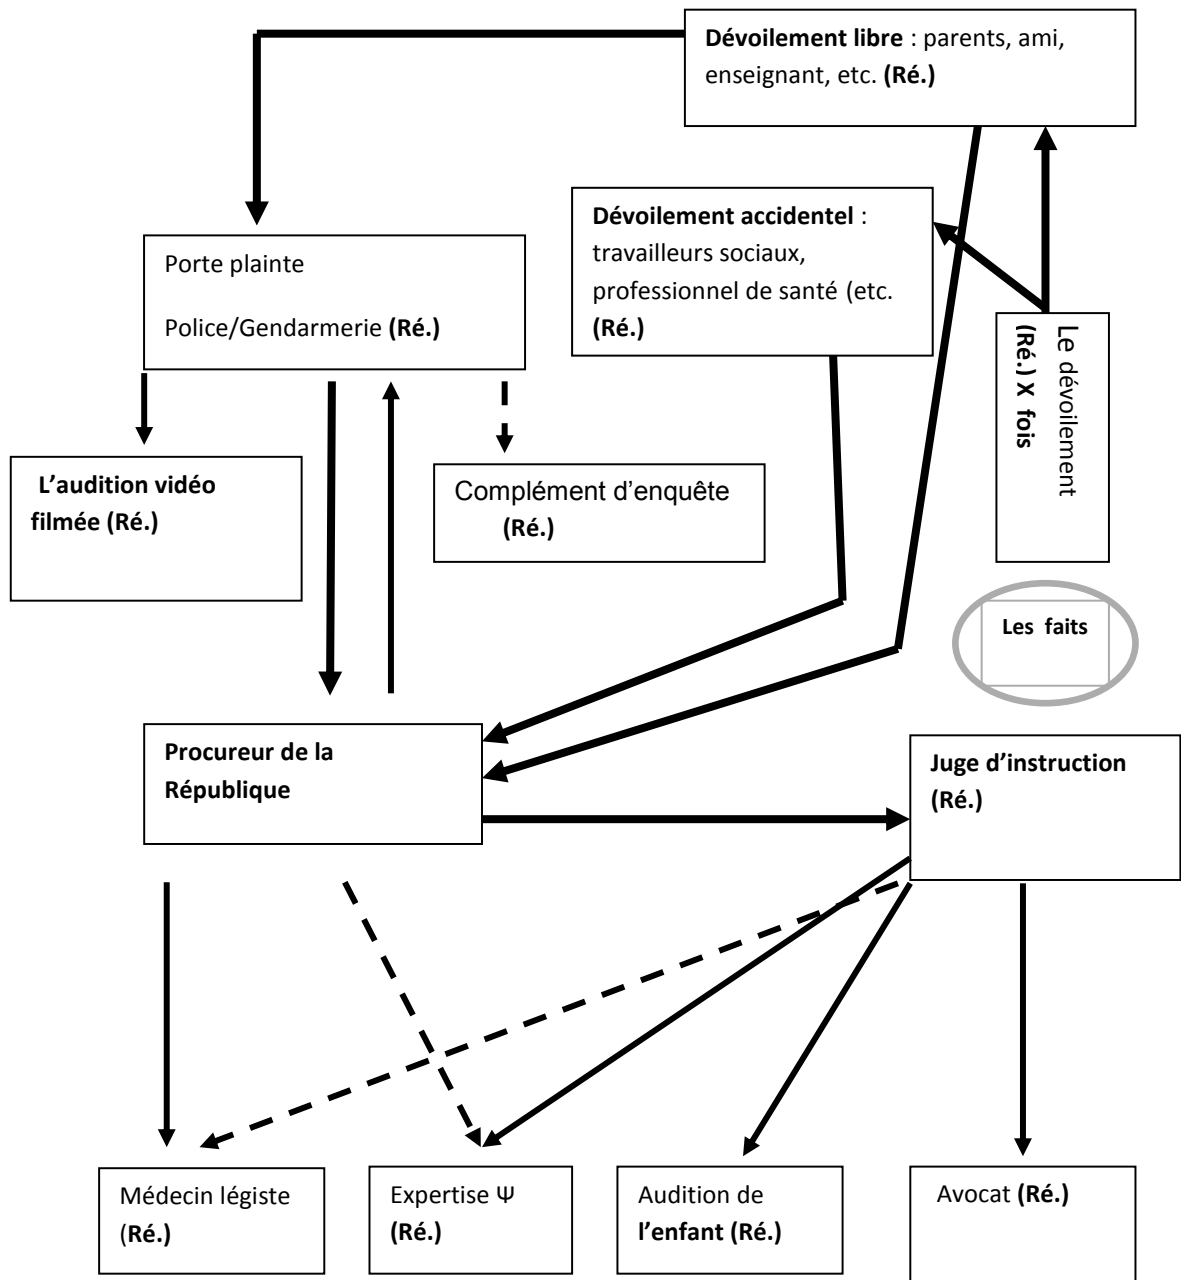 Dévoilement libre : parents, ami,
enseignant, etc. (Ré.)
Dévoilement accidentel :
travailleurs sociaux,
professionnel de santé (etc.
(Ré.)
Porte plainte
Police/Gendarmerie (Ré.)
Le dévoilement
(Ré.) X fois
L’audition vidéo
filmée (Ré.)
Complément d’enquête
(Ré.)
Les faits
Procureur de la
République
Juge d’instruction
(Ré.)
Médecin légiste
(Ré.)
Expertise Ψ
(Ré.)
Audition de
l’enfant (Ré.)
Avocat (Ré.)